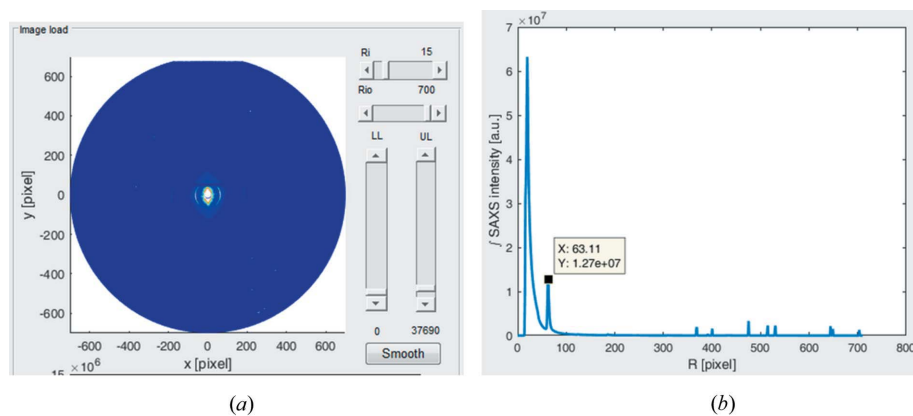 Image load
Ri 15
Rio 700
LL UL
600
400
200
0
-200
-400
-600
y [pixel]
-600 -400 -200 0 200 400 600
x [pixel]
0 37690
Smooth
15 × 10^6
(a)
× 10^7
7
6
5
4
3
2
1
0
∫ SAXS intensity [a.u.]
X: 63.11
Y: 1.27e+07
0 100 200 300 400 500 600 700 800
R [pixel]
(b)